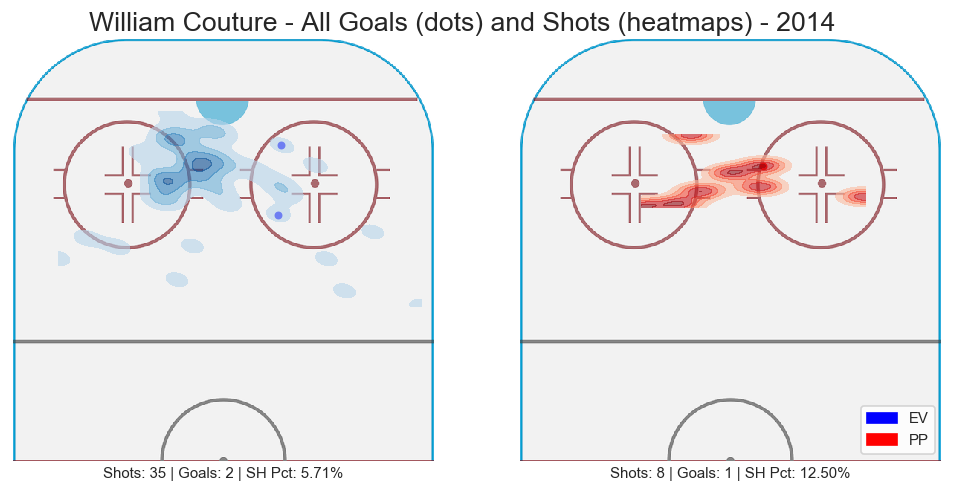 William Couture - All Goals (dots) and Shots (heatmaps) - 2014
EV
PP
Shots: 35 | Goals: 2 | SH Pct: 5.71%
Shots: 8 | Goals: 1 | SH Pct: 12.50%